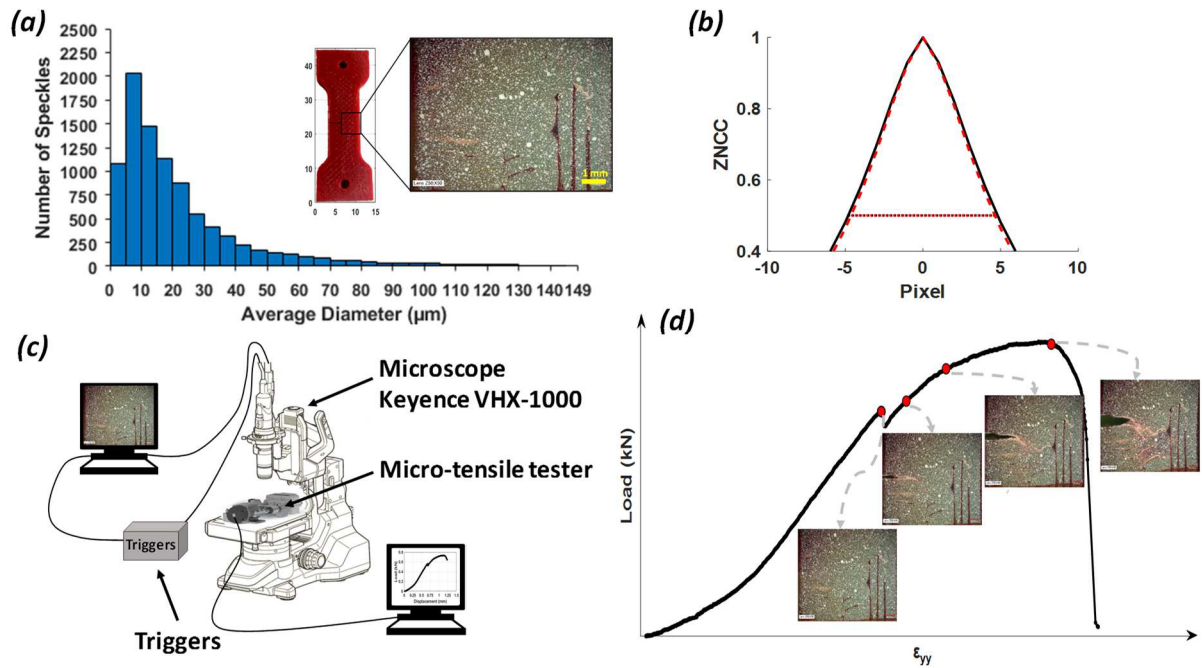 (a)
2500
2250
2000
1750
1500
1250
1000
750
500
250
0
Number of Speckles
0 10 20 30 40 50 60 70 80 90 100 110 120 130 140 149
Average Diameter (µm)
40
30
20
10
0
0 5 10 15
1 mm
(b)
1
0.8
0.6
0.4
ZNCC
-10 -5 0 5 10
Pixel
(c)
Microscope
Keyence VHX-1000
Micro-tensile tester
Triggers
Triggers
Displacement (mm)
(d)
Load (kN)
εyy